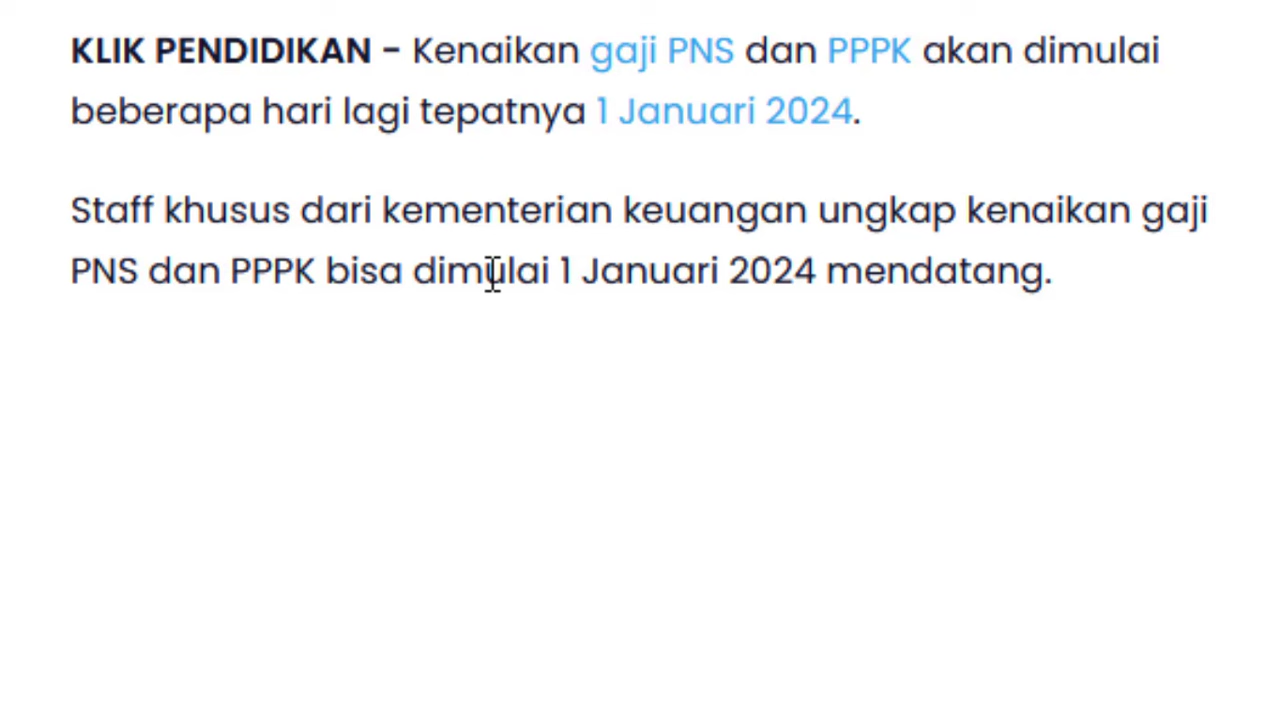 KLIK PENDIDIKAN - Kenaikan gaji PNS dan PPPK akan dimulai
beberapa hari lagi tepatnya 1 Januari 2024.
Staff khusus dari kementerian keuangan ungkap kenaikan gaji
PNS dan PPPK bisa dimulai 1 Januari 2024 mendatang.